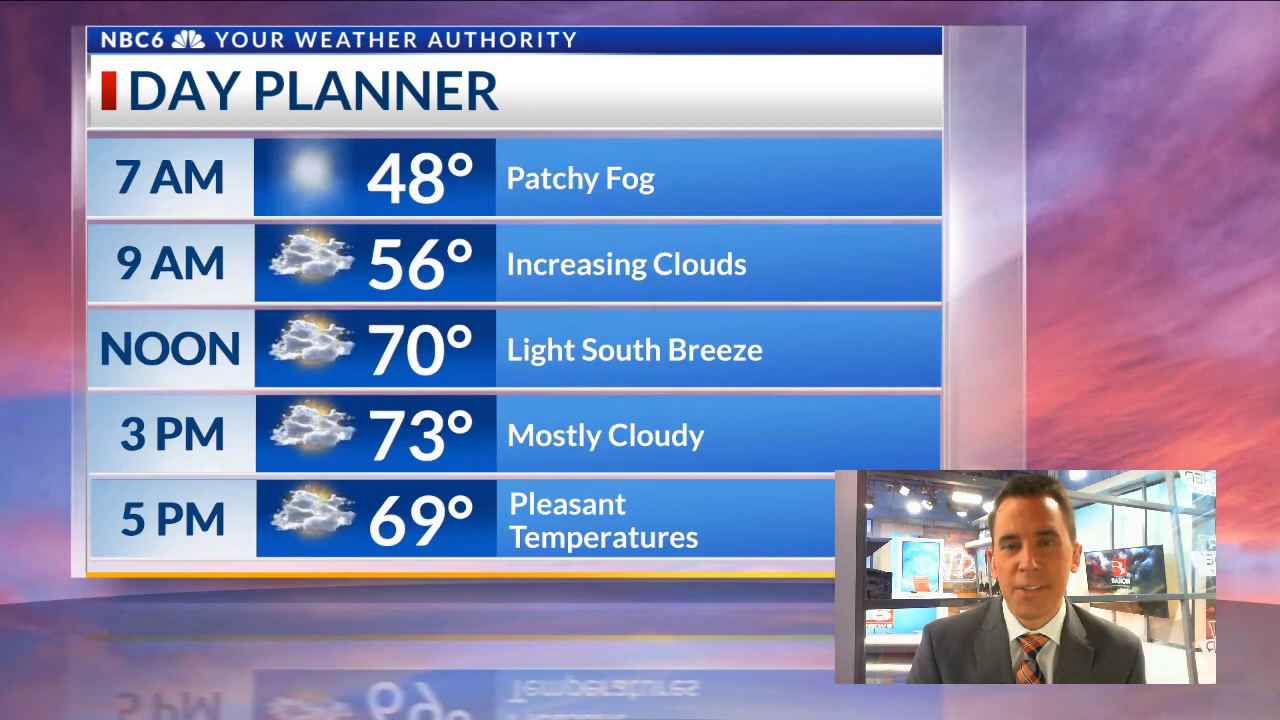 NBC6 YOUR WEATHER AUTHORITY
DAY PLANNER
7 AM 48° Patchy Fog
9 AM 56° Increasing Clouds
NOON 70° Light South Breeze
3 PM 73° Mostly Cloudy
5 PM 69° Pleasant
Temperatures
BARON